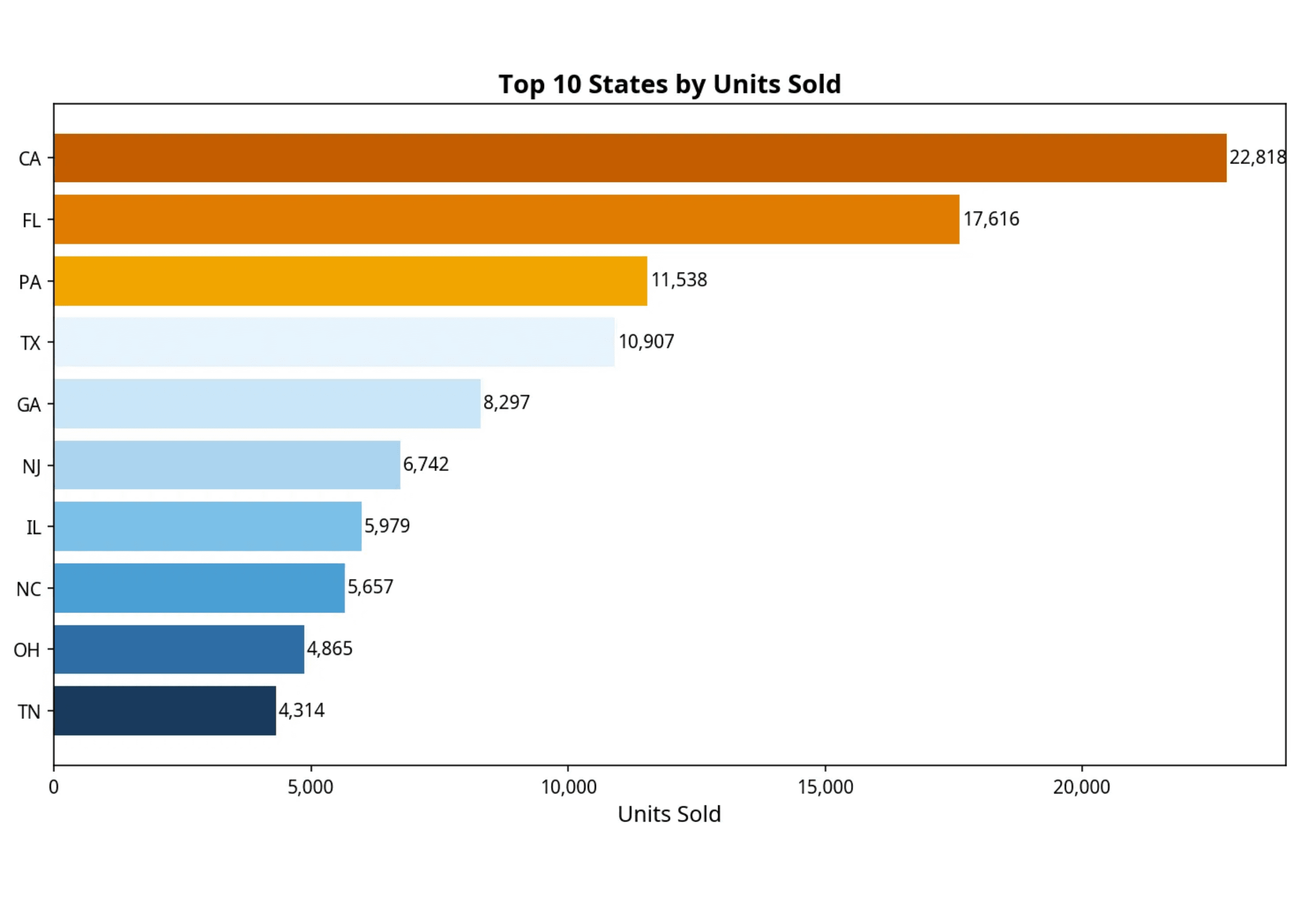 Top 10 States by Units Sold
CA 22,818
FL 17,616
PA 11,538
TX 10,907
GA 8,297
NJ 6,742
IL 5,979
NC 5,657
OH 4,865
TN 4,314
0 5,000 10,000 15,000 20,000
Units Sold